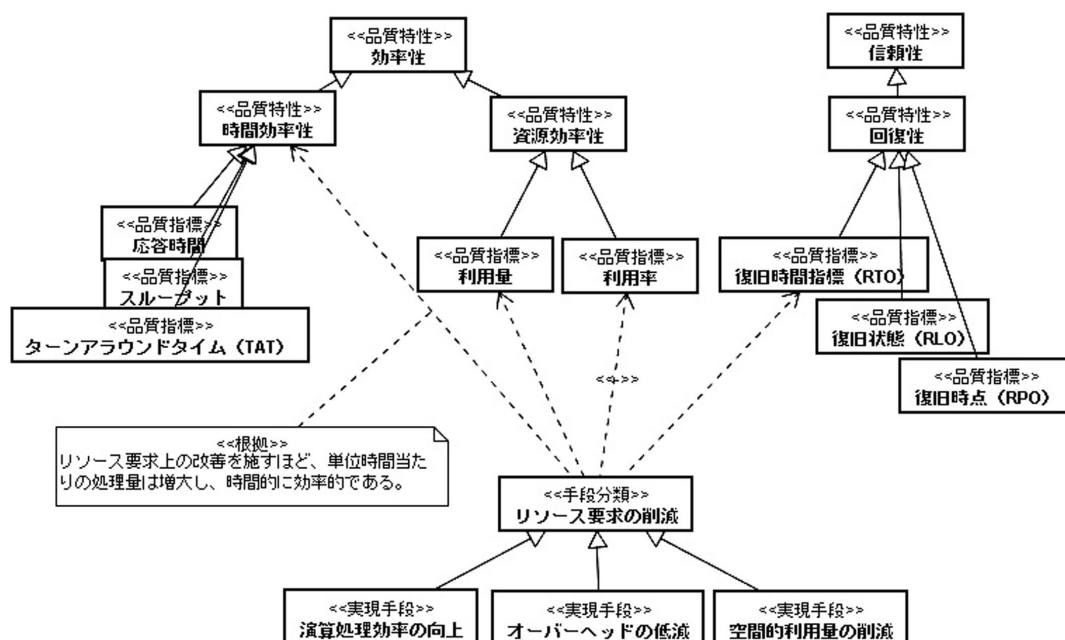 <<品質特性>>
効率性
<<品質特性>>
信頼性
<<品質特性>>
時間効率性
<<品質特性>>
資源効率性
<<品質特性>>
回復性
<<品質指標>>
応答時間
<<品質指標>>
スループット
<<品質指標>>
ターンアラウンドタイム（TAT）
<<品質指標>>
利用量
<<品質指標>>
利用率
<<品質指標>>
復旧時間指標（RTO）
<<品質指標>>
復旧状態（RLO）
<<品質指標>>
復旧時点（RPO）
<<+>>
<<根拠>>
リソース要求上の改善を施すほど、単位時間当た
りの処理量は増大し、時間的に効率的である。
<<手段分類>>
リソース要求の削減
<<実現手段>>
演算処理効率の向上
<<実現手段>>
オーバーヘッドの低減
<<実現手段>>
空間的利用量の削減